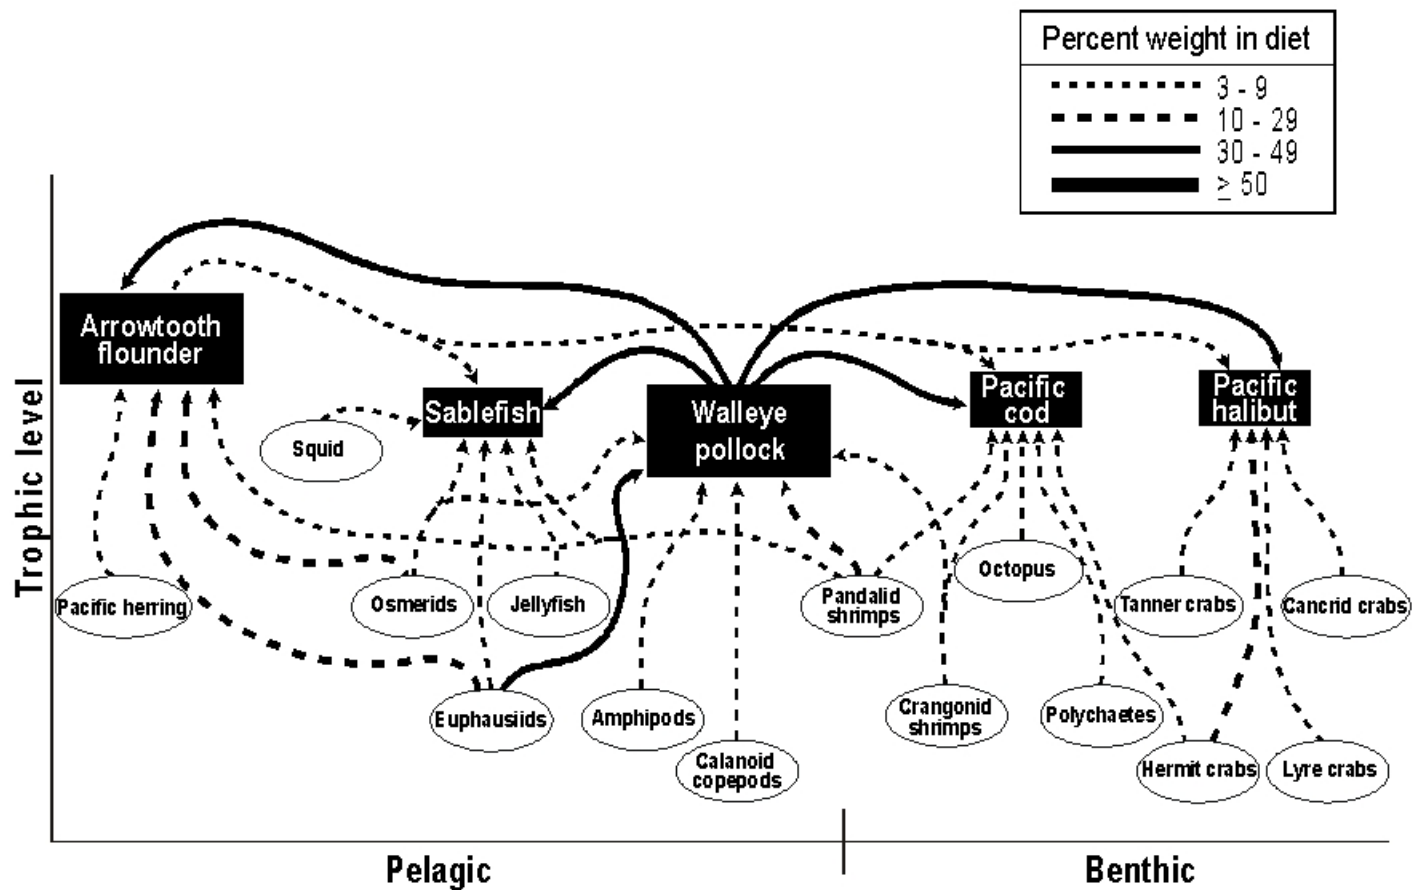 Percent weight in diet
3 - 9
10 - 29
30 - 49
≥ 50
Trophic level
Arrowtooth
flounder
Sablefish
Walleye
pollock
Pacific
cod
Pacific
halibut
Squid
Octopus
Pacific herring
Osmerids
Jellyfish
Pandalid
shrimps
Tanner crabs
Cancrid crabs
Euphausiids
Amphipods
Calanoid
copepods
Crangonid
shrimps
Polychaetes
Hermit crabs
Lyre crabs
Pelagic
Benthic